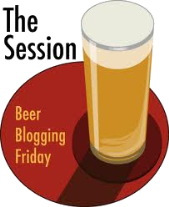 The
Session
Beer
Blogging
Friday